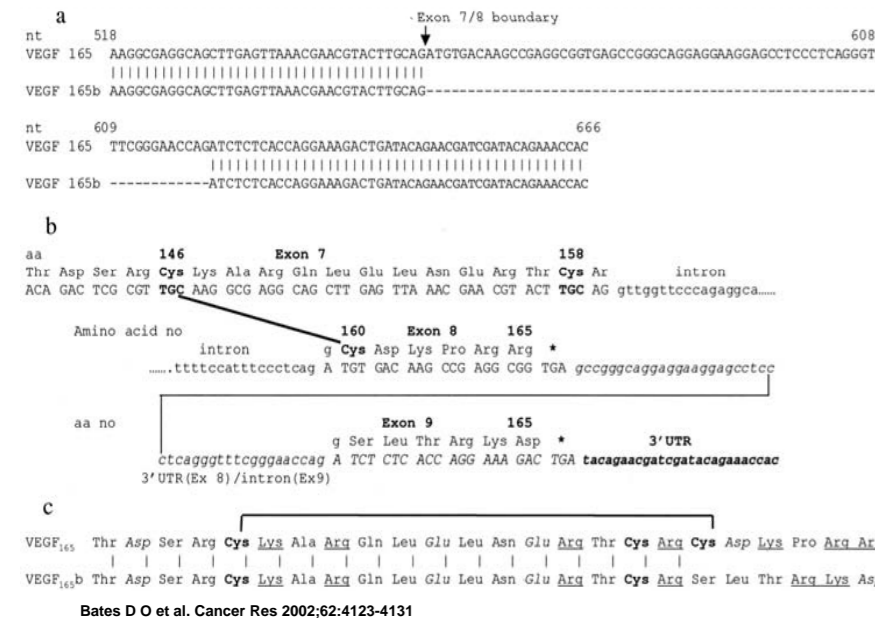 a
Exon 7/8 boundary
nt 518 608
VEGF 165 AAGGCGAGGCAGCTTGAGTTAAACGAACGTACTTGCAGATGTGACAAGCCGAGGCGGTGAGCCGGGCAGGAGGAAGGAGCCTCCCTCAGGGT
VEGF 165b AAGGCGAGGCAGCTTGAGTTAAACGAACGTACTTGCAG------------------------------------------------------
nt 609 666
VEGF 165 TTCGGGAACCAGATCTCTCACCAGGAAAGACTGATACAGAACGATCGATACAGAAACCAC
VEGF 165b ------------ATCTCTCACCAGGAAAGACTGATACAGAACGATCGATACAGAAACCAC
b
aa 146 Exon 7 158
Thr Asp Ser Arg Cys Lys Ala Arg Gln Leu Glu Leu Asn Glu Arg Thr Cys Ar intron
ACA GAC TCG CGT TGC AAG GCG AGG CAG CTT GAG TTA AAC GAA CGT ACT TGC AG gttggttcccagaggca......
Amino acid no 160 Exon 8 165
intron g Cys Asp Lys Pro Arg Arg *
.......ttttccatttccctcag A TGT GAC AAG CCG AGG CGG TGA gccgggcaggaggaaggagcctcc
aa no Exon 9 165
g Ser Leu Thr Arg Lys Asp * 3'UTR
ctcagggtttcgggaaccag A TCT CTC ACC AGG AAA GAC TGA tacagaacgatcgatacagaaaccac
3'UTR(Ex 8)/intron(Ex9)
c
VEGF165 Thr Asp Ser Arg Cys Lys Ala Arg Gln Leu Glu Leu Asn Glu Arg Thr Cys Arg Cys Asp Lys Pro Arg Ar
VEGF165b Thr Asp Ser Arg Cys Lys Ala Arg Gln Leu Glu Leu Asn Glu Arg Thr Cys Arg Ser Leu Thr Arg Lys Asp
Bates D O et al. Cancer Res 2002;62:4123-4131